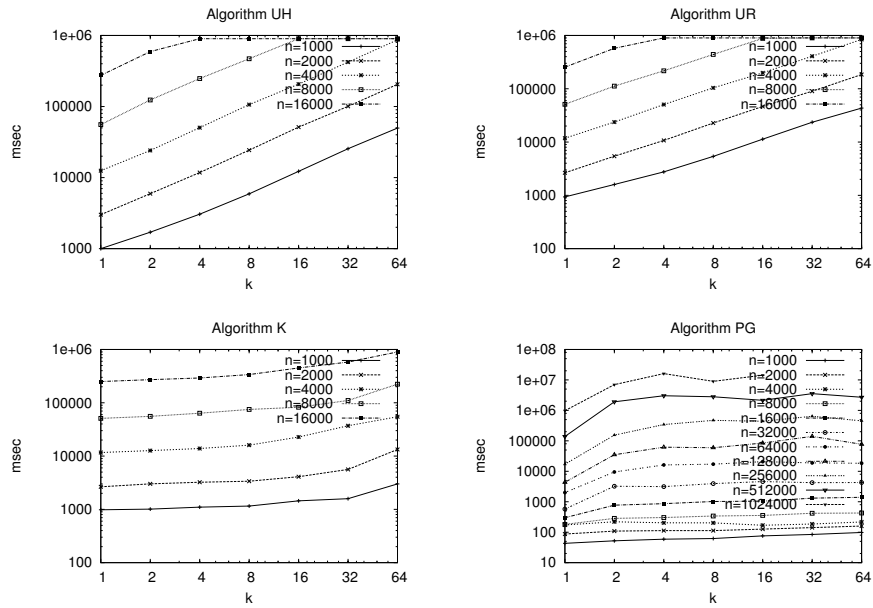 Algorithm UH
1e+06
100000
10000
1000
msec
1 2 4 8 16 32 64
k
n=1000
n=2000
n=4000
n=8000
n=16000
Algorithm UR
1e+06
100000
10000
1000
100
msec
1 2 4 8 16 32 64
k
n=1000
n=2000
n=4000
n=8000
n=16000
Algorithm K
1e+06
100000
10000
1000
100
msec
1 2 4 8 16 32 64
k
n=1000
n=2000
n=4000
n=8000
n=16000
Algorithm PG
1e+08
1e+07
1e+06
100000
10000
1000
100
10
msec
1 2 4 8 16 32 64
k
n=1000
n=2000
n=4000
n=8000
n=16000
n=32000
n=64000
n=128000
n=256000
n=512000
n=1024000